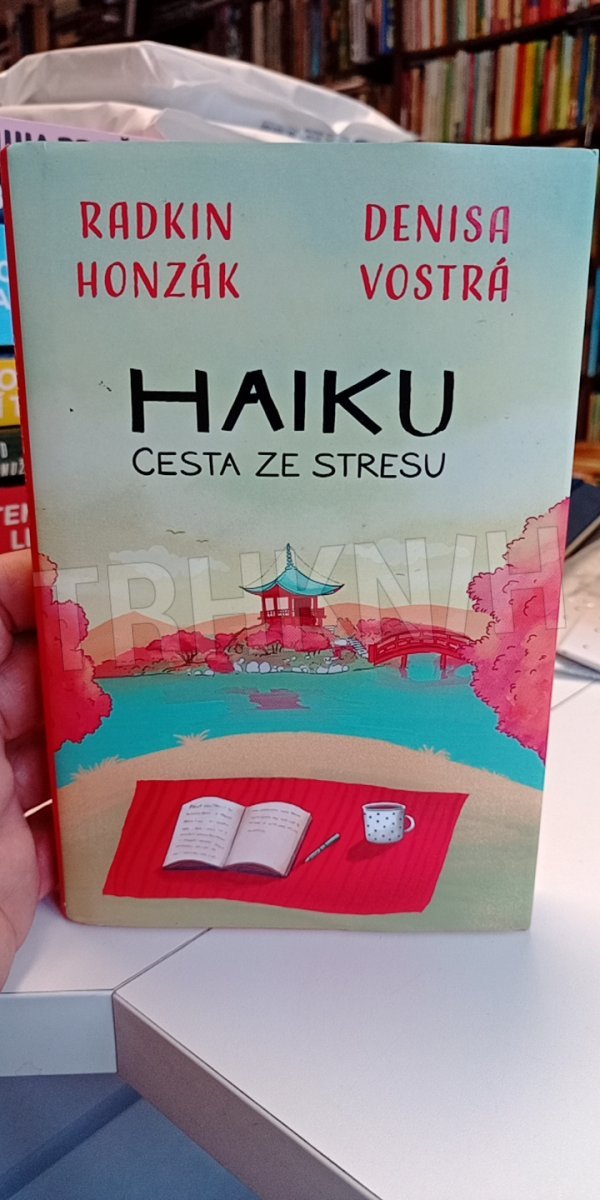 RADKIN
HONZÁK
DENISA
VOSTRÁ
HAIKU
CESTA ZE STRESU
TRHKNIH